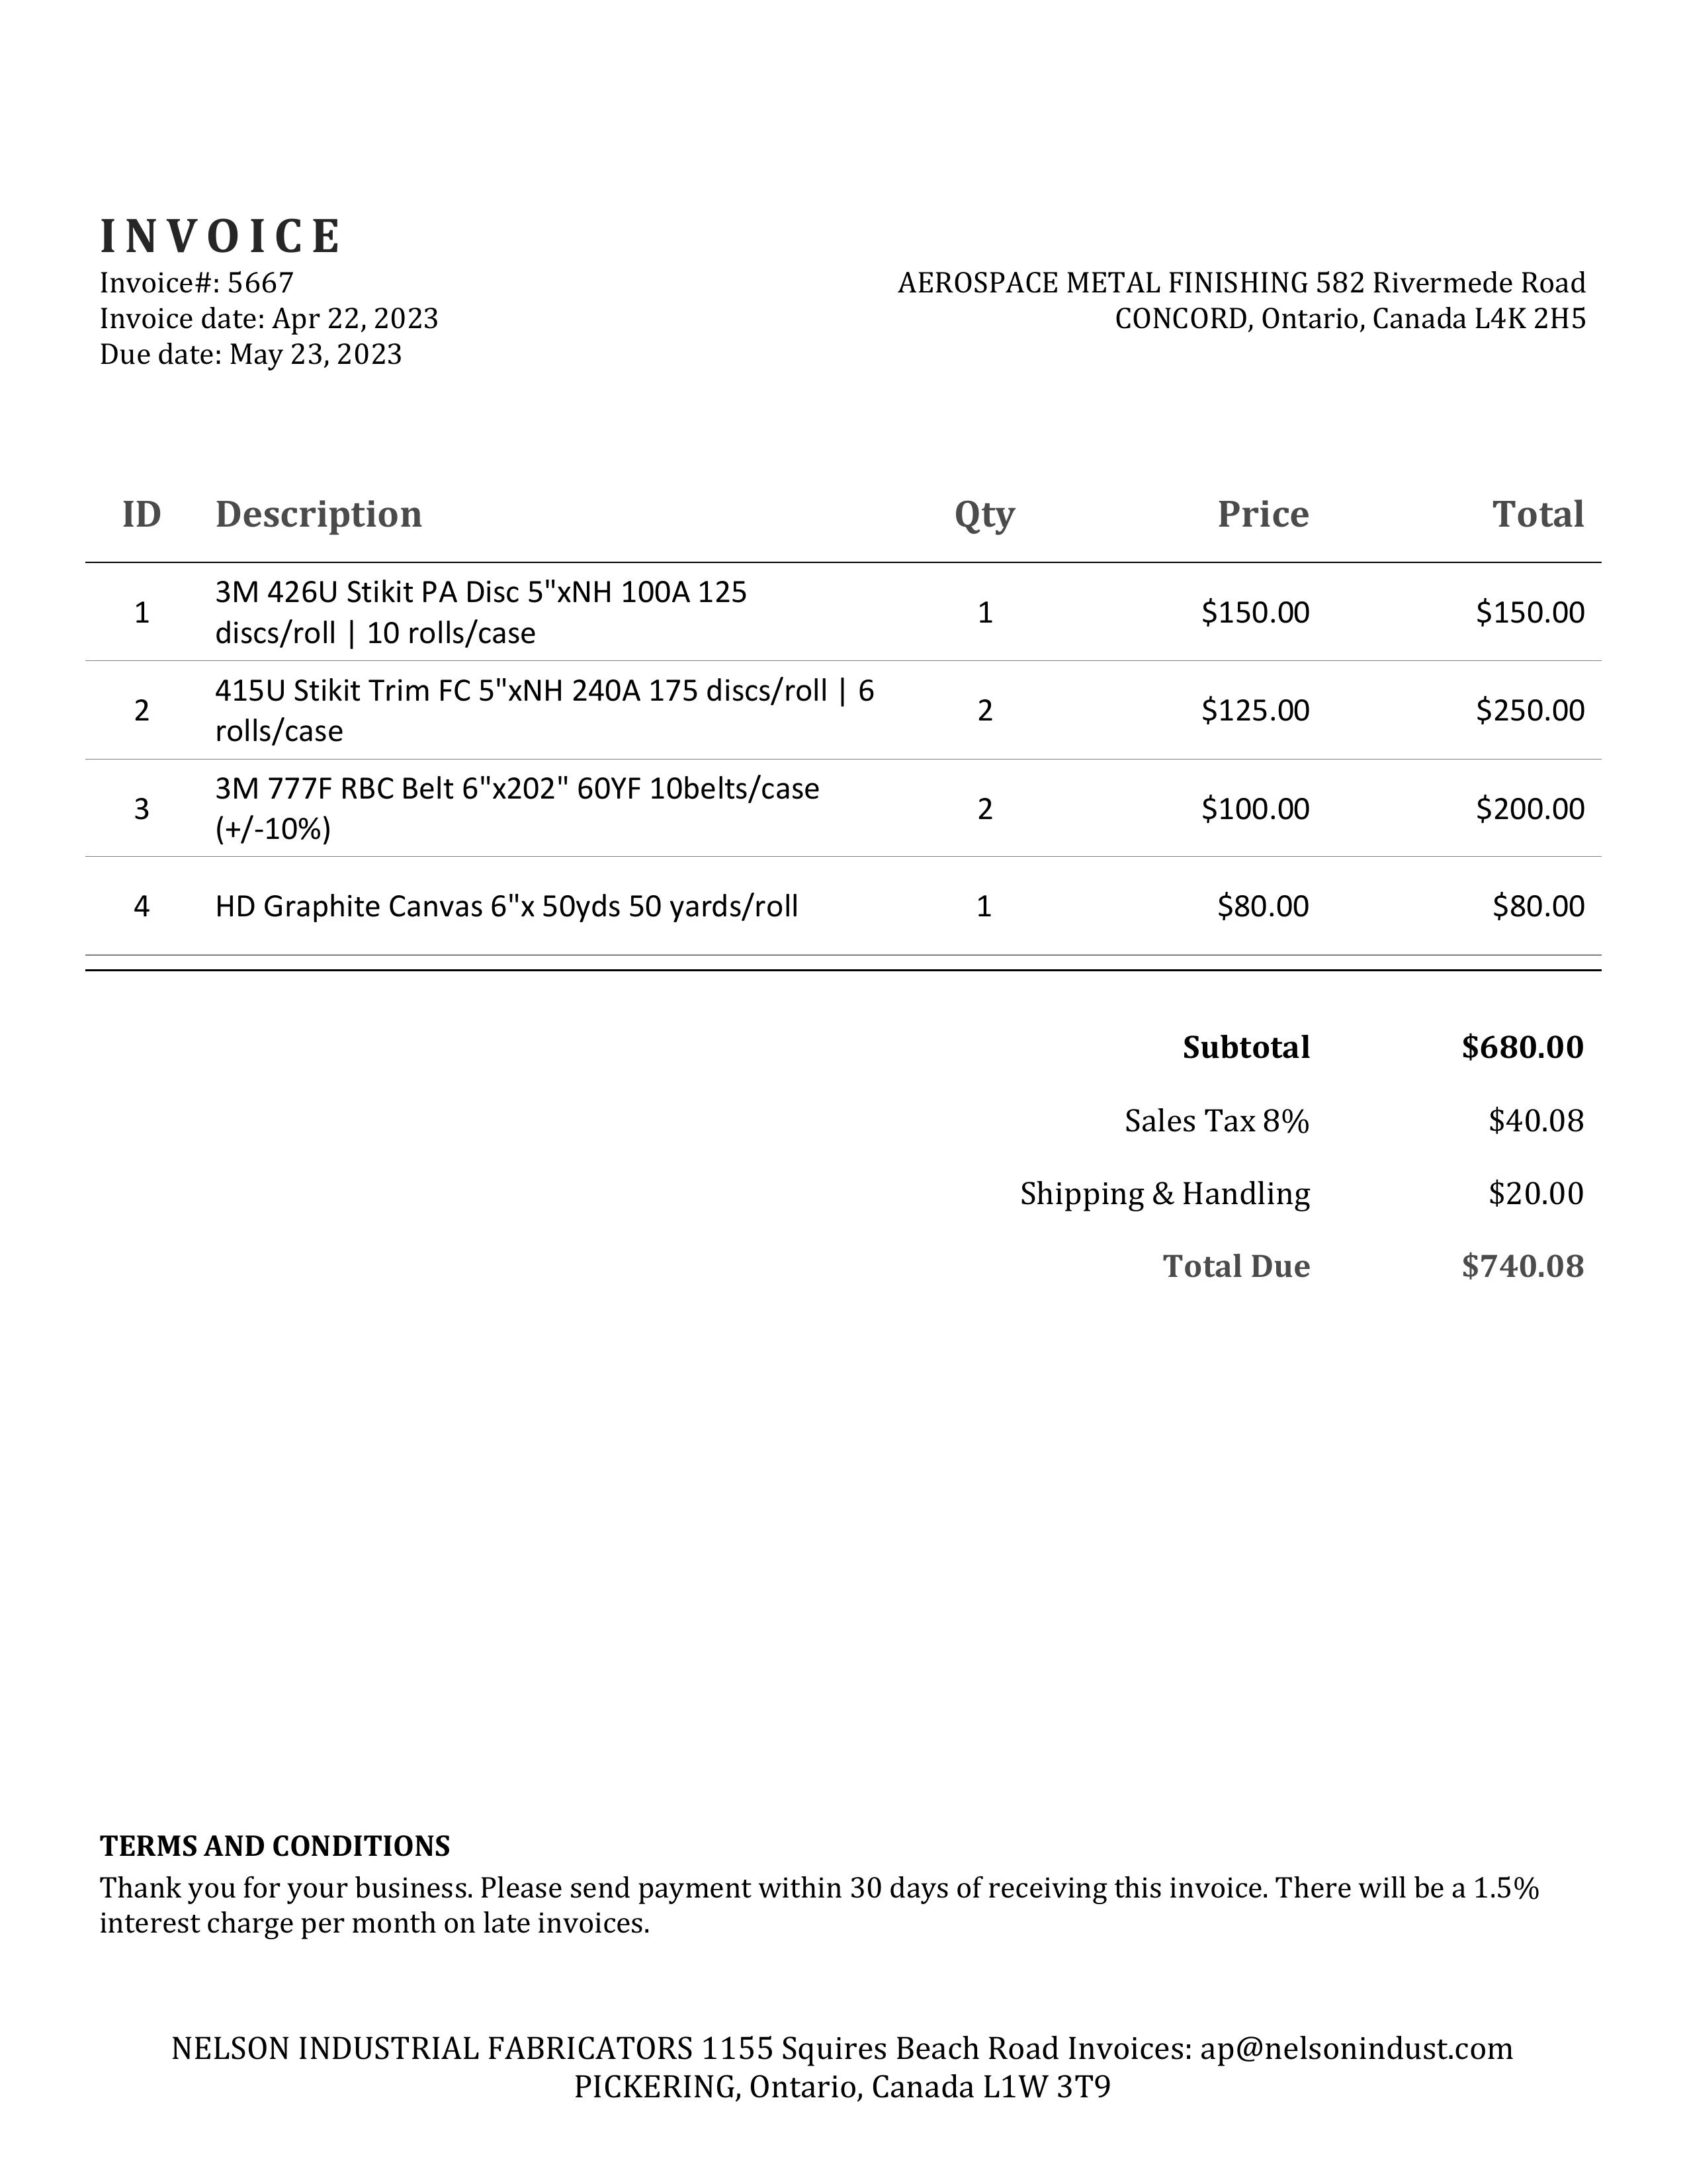 INVOICE
Invoice#: 5667
Invoice date: Apr 22, 2023
Due date: May 23, 2023
AEROSPACE METAL FINISHING 582 Rivermede Road
CONCORD, Ontario, Canada L4K 2H5
ID Description Qty Price Total
1 3M 426U Stikit PA Disc 5"xNH 100A 125
discs/roll | 10 rolls/case 1 $150.00 $150.00
2 415U Stikit Trim FC 5"xNH 240A 175 discs/roll | 6
rolls/case 2 $125.00 $250.00
3 3M 777F RBC Belt 6"x202" 60YF 10belts/case
(+/-10%) 2 $100.00 $200.00
4 HD Graphite Canvas 6"x 50yds 50 yards/roll 1 $80.00 $80.00
Subtotal $680.00
Sales Tax 8% $40.08
Shipping & Handling $20.00
Total Due $740.08
TERMS AND CONDITIONS
Thank you for your business. Please send payment within 30 days of receiving this invoice. There will be a 1.5%
interest charge per month on late invoices.
NELSON INDUSTRIAL FABRICATORS 1155 Squires Beach Road Invoices: ap@nelsonindust.com
PICKERING, Ontario, Canada L1W 3T9